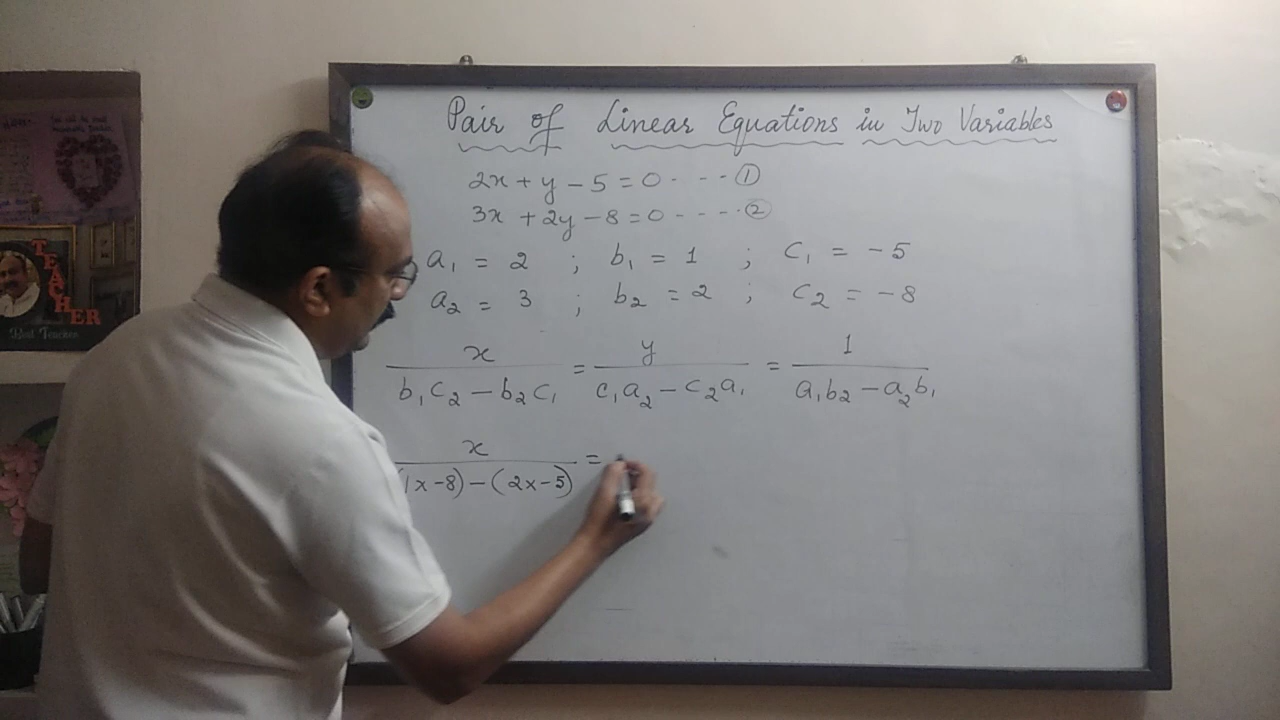 Pair of Linear Equations in Two Variables
2x + y - 5 = 0 - - - - ①
3x + 2y - 8 = 0 - - - - ②
a₁ = 2 ; b₁ = 1 ; c₁ = -5
a₂ = 3 ; b₂ = 2 ; c₂ = -8
x/(b₁c₂ - b₂c₁) = y/(c₁a₂ - c₂a₁) = 1/(a₁b₂ - a₂b₁)
x/((1×-8) - (2×-5)) =
TEACHER
Best Teacher